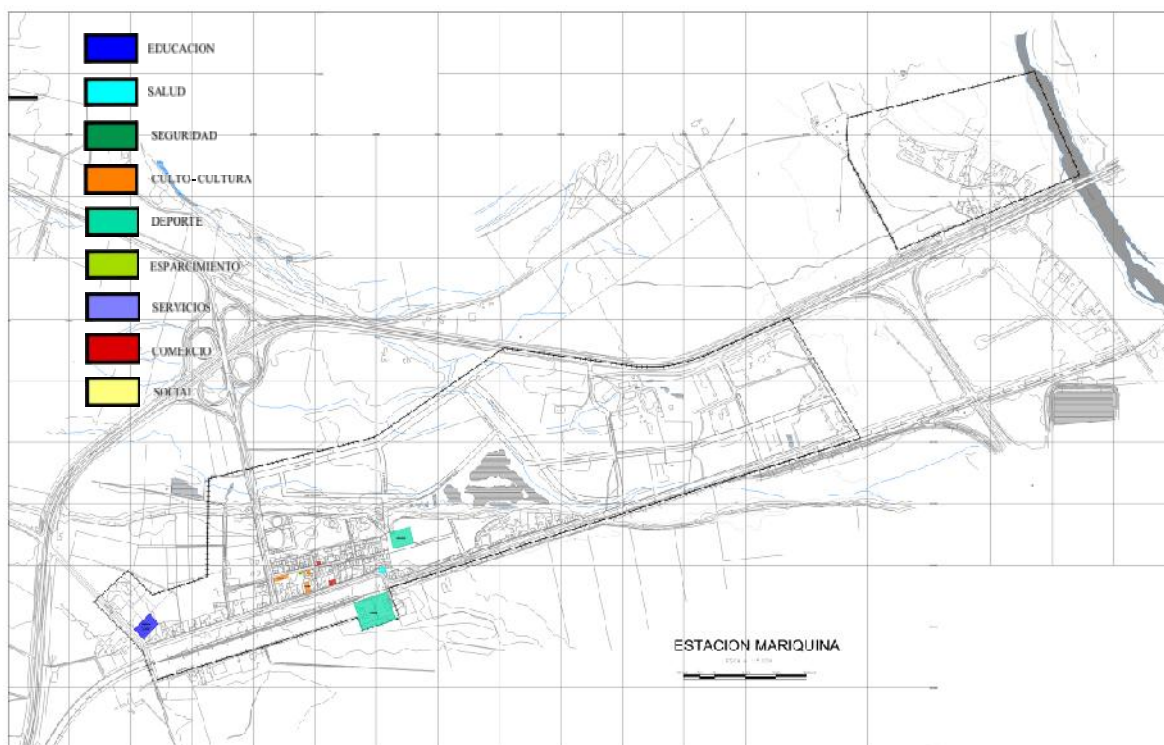 EDUCACION
SALUD
SEGURIDAD
CULTO-CULTURA
DEPORTE
ESPARCIMIENTO
SERVICIOS
COMERCIO
SOCIAL
ESTACION MARIQUINA